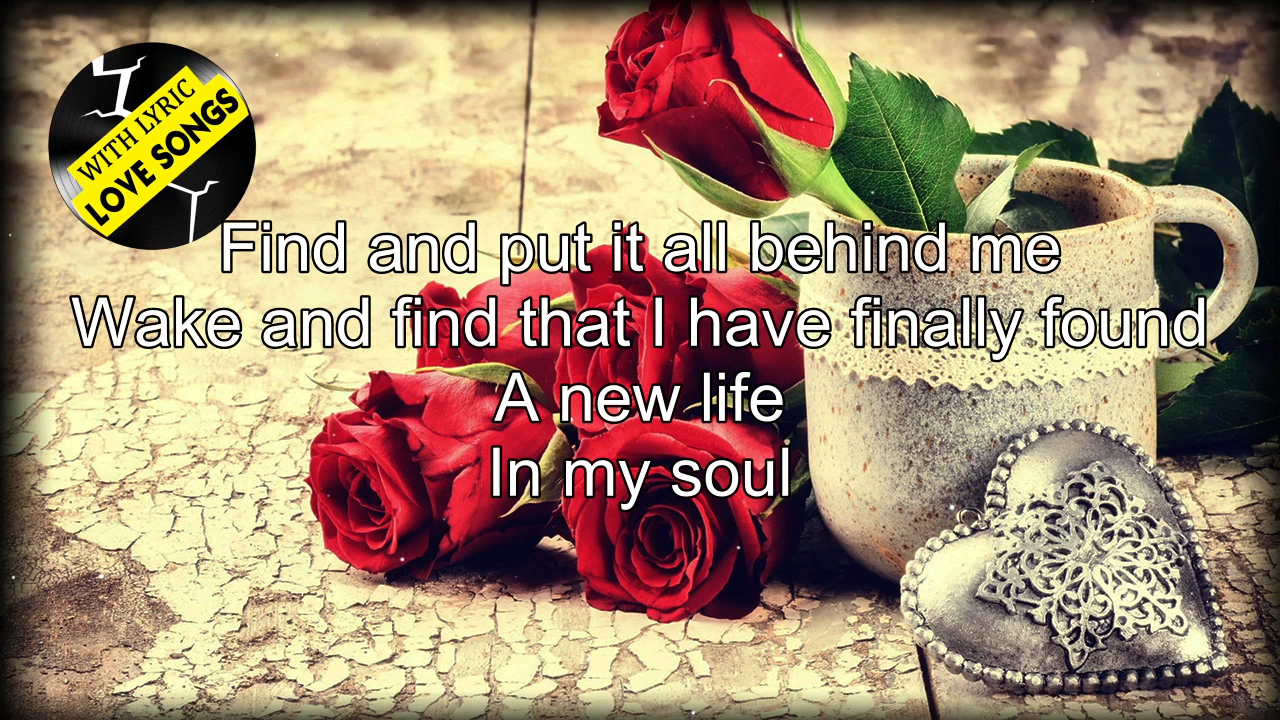 WITH LYRIC
LOVE SONGS
Find and put it all behind me
Wake and find that I have finally found
A new life
In my soul